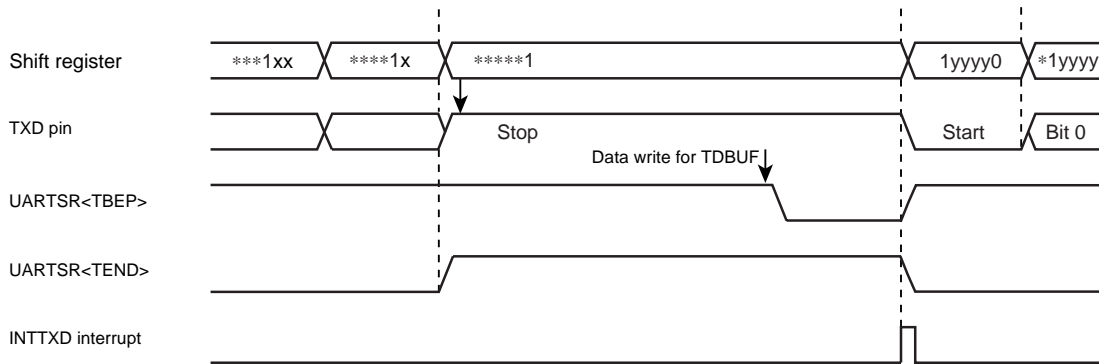 Shift register ***1xx ****1x *****1 1yyyy0 *1yyyy
TXD pin Stop Start Bit 0
Data write for TDBUF
UARTSR<TBEP>
UARTSR<TEND>
INTTXD interrupt